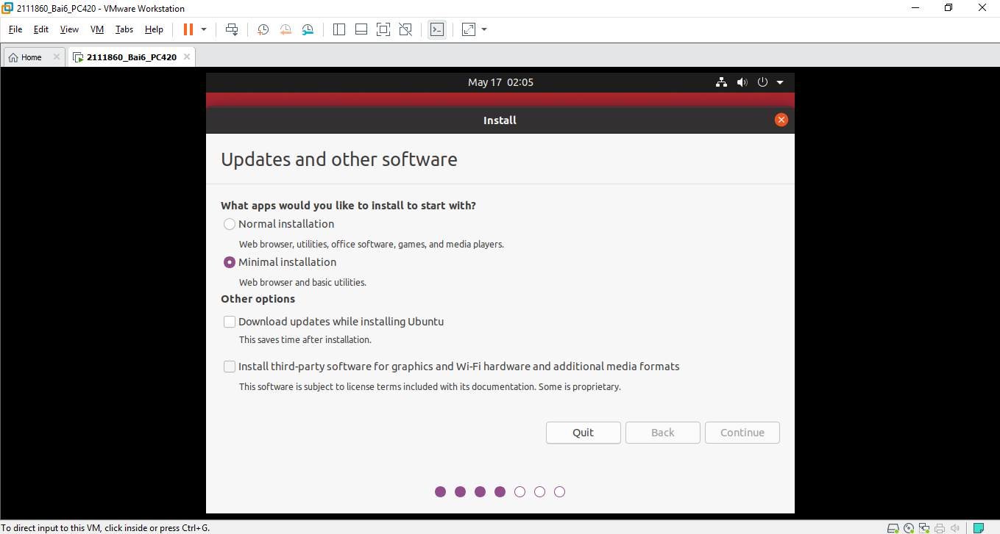 2111860_Bai6_PC420 - VMware Workstation
File Edit View VM Tabs Help
Home 2111860_Bai6_PC420
May 17 02:05
Install
Updates and other software
What apps would you like to install to start with?
Normal installation
Web browser, utilities, office software, games, and media players.
Minimal installation
Web browser and basic utilities.
Other options
Download updates while installing Ubuntu
This saves time after installation.
Install third-party software for graphics and Wi-Fi hardware and additional media formats
This software is subject to license terms included with its documentation. Some is proprietary.
Quit Back Continue
To direct input to this VM, click inside or press Ctrl+G.